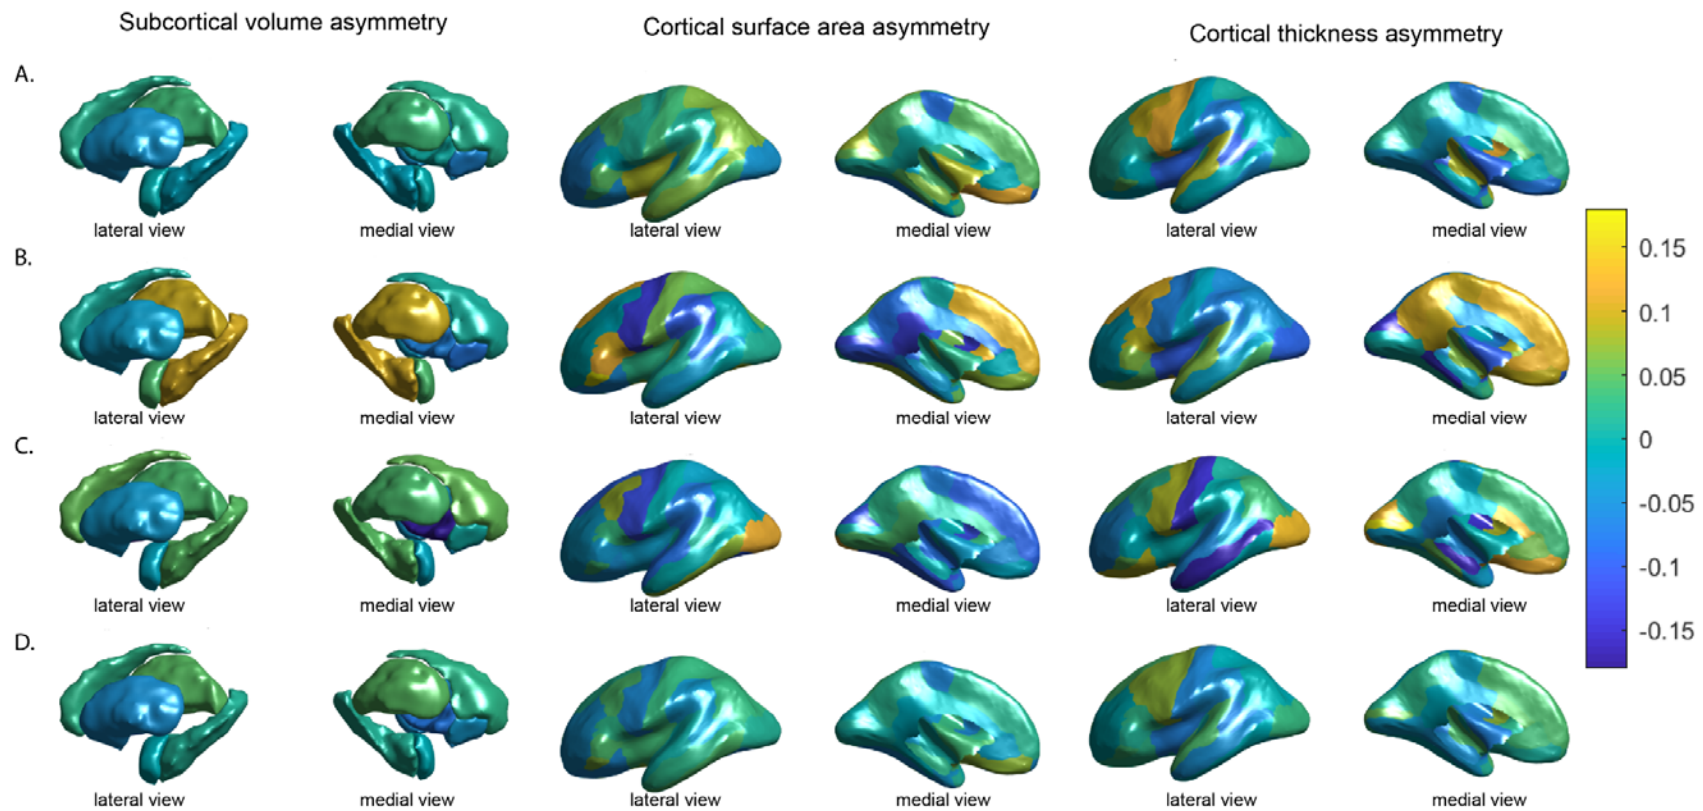 Subcortical volume asymmetry
Cortical surface area asymmetry
Cortical thickness asymmetry
A.
lateral view
medial view
lateral view
medial view
lateral view
medial view
B.
lateral view
medial view
lateral view
medial view
lateral view
medial view
C.
lateral view
medial view
lateral view
medial view
lateral view
medial view
D.
lateral view
medial view
lateral view
medial view
lateral view
medial view
0.15
0.1
0.05
0
-0.05
-0.1
-0.15